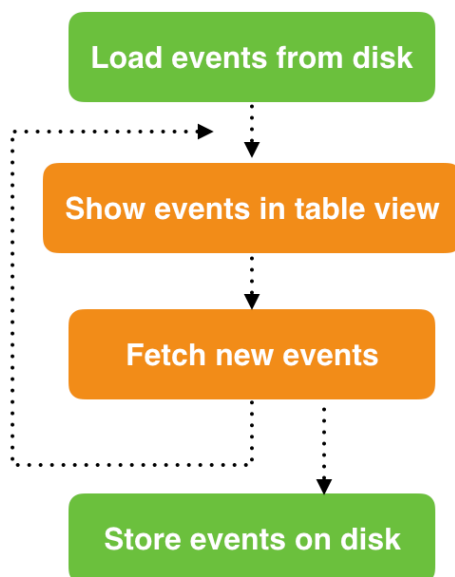 Load events from disk
Show events in table view
Fetch new events
Store events on disk